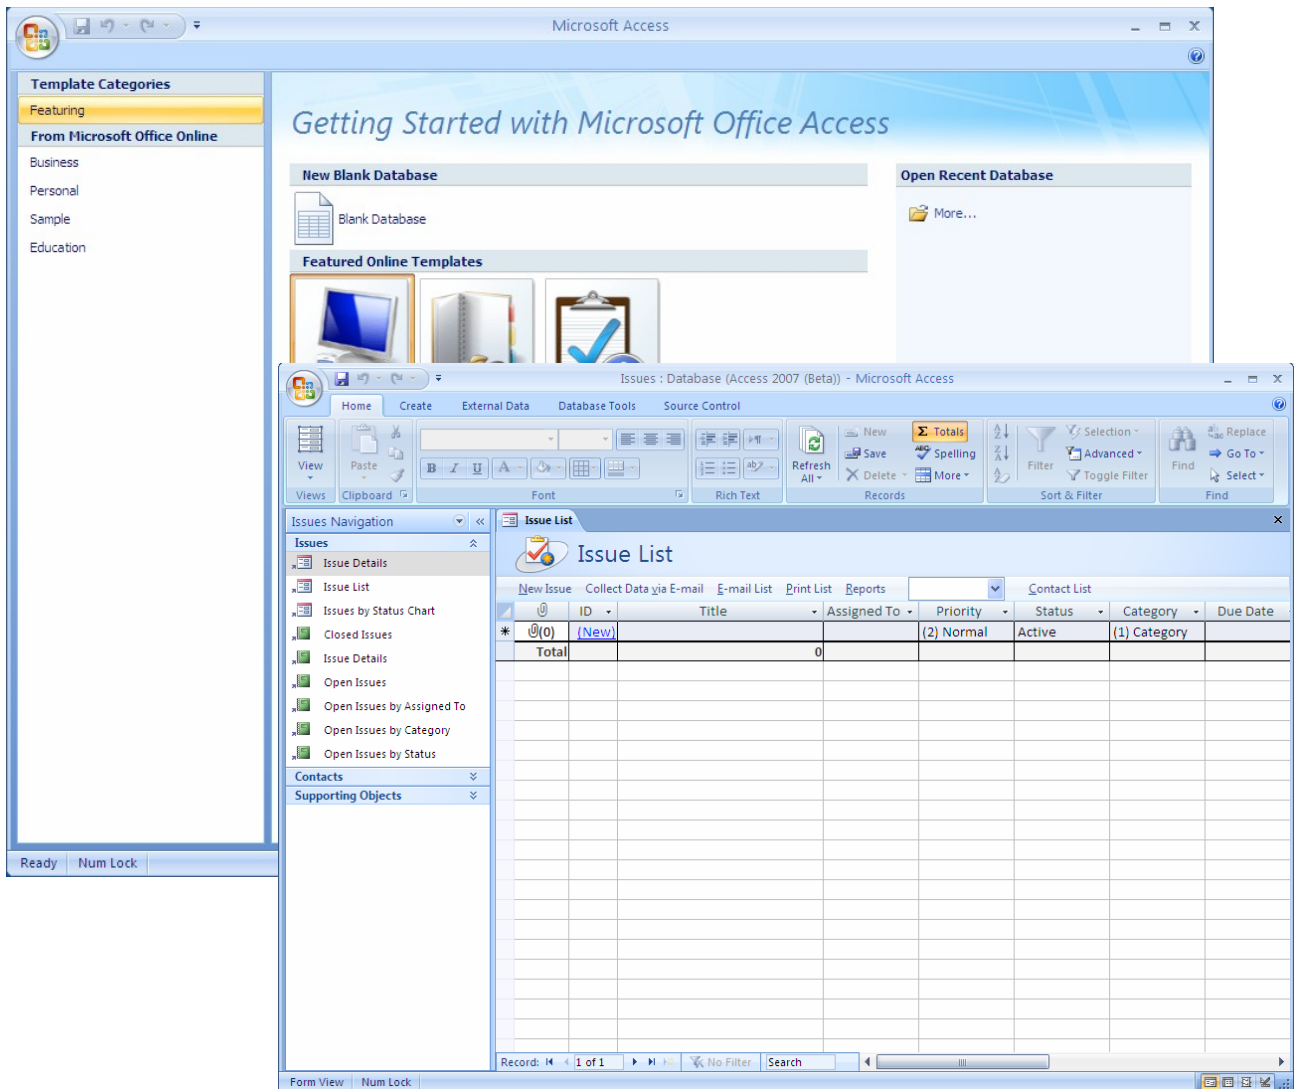 Microsoft Access
Template Categories
Featuring
From Microsoft Office Online
Business
Personal
Sample
Education
Getting Started with Microsoft Office Access
New Blank Database
Blank Database
Featured Online Templates
Open Recent Database
More...
Ready Num Lock
Issues : Database (Access 2007 (Beta)) - Microsoft Access
Home Create External Data Database Tools Source Control
View
Views
Paste
Clipboard
B I U A
Font
Rich Text
Refresh
All
New
Save
Delete
Σ Totals
Spelling
More
Records
Filter
Selection
Advanced
Toggle Filter
Sort & Filter
Find
Replace
Go To
Select
Find
Issues Navigation
Issues
Issue Details
Issue List
Issues by Status Chart
Closed Issues
Issue Details
Open Issues
Open Issues by Assigned To
Open Issues by Category
Open Issues by Status
Contacts
Supporting Objects
Issue List
Issue List
New Issue Collect Data via E-mail E-mail List Print List Reports Contact List
ID Title Assigned To Priority Status Category Due Date
(0) (New) (2) Normal Active (1) Category
Total 0
Record: 1 of 1 No Filter Search
Form View Num Lock